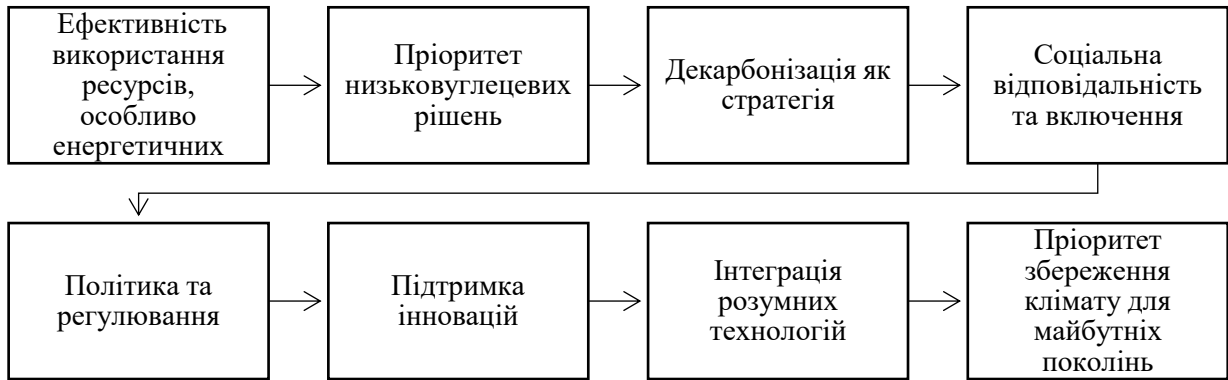 Ефективність
використання
ресурсів,
особливо
енергетичних
Пріоритет
низьковуглецевих
рішень
Декарбонізація як
стратегія
Соціальна
відповідальність
та включення
Політика та
регулювання
Підтримка
інновацій
Інтеграція
розумних
технологій
Пріоритет
збереження
клімату для
майбутніх
поколінь